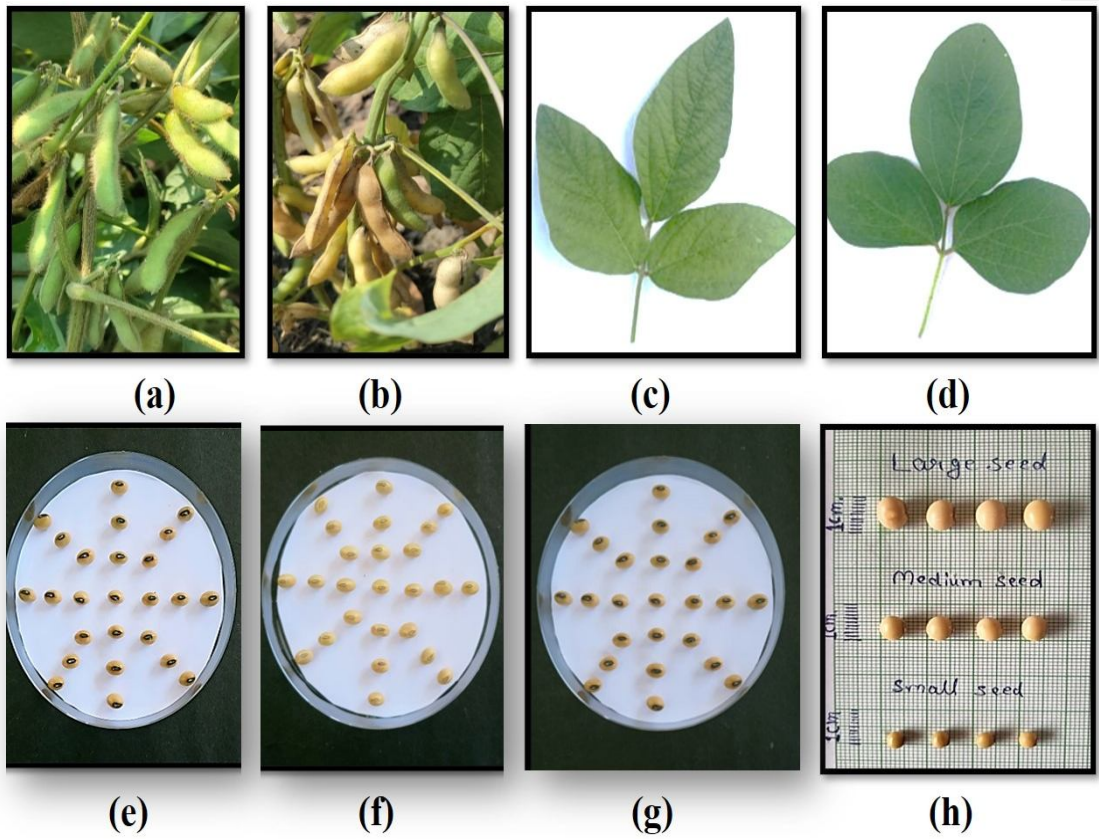 (a)
(b)
(c)
(d)
(e)
(f)
(g)
(h)
Large seed
1cm.
Medium seed
1cm
Small seed
1cm